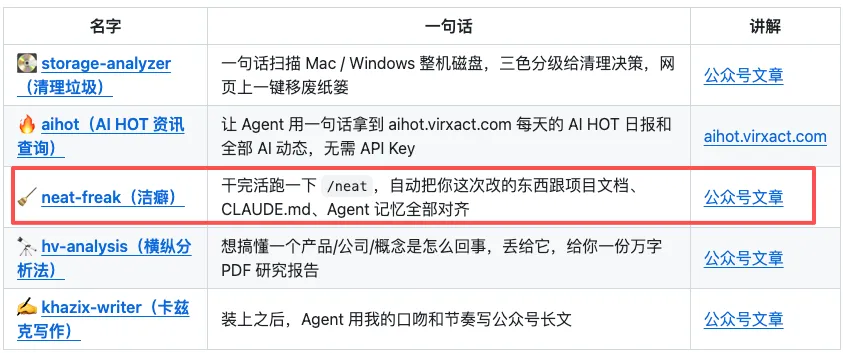 名字 一句话 讲解
storage-analyzer 一句话扫描 Mac / Windows 整机磁盘，三色分级给清理决策，网 公众号文章
（清理垃圾） 页上一键移废纸篓
aihot（AI HOT 资讯 让 Agent 用一句话拿到 aihot.virxact.com 每天的 AI HOT 日报和 aihot.virxact.com
查询） 全部 AI 动态，无需 API Key
neat-freak（洁癖） 干完活跑一下 /neat ，自动把你这次改的东西跟项目文档、 公众号文章
CLAUDE.md、Agent 记忆全部对齐
hv-analysis（横纵分 想搞懂一个产品/公司/概念是怎么回事，丢给它，给你一份万字 公众号文章
析法） PDF 研究报告
khazix-writer（卡兹 装上之后，Agent 用我的口吻和节奏写公众号长文 公众号文章
克写作）